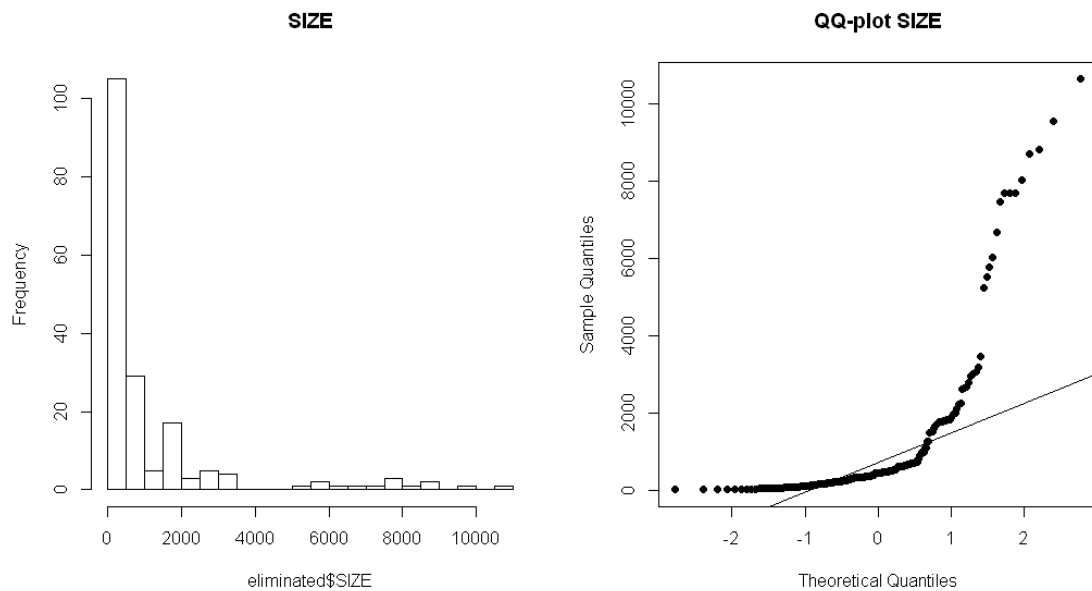 SIZE
Frequency
0
20
40
60
80
100
0 2000 4000 6000 8000 10000
eliminated$SIZE
QQ-plot SIZE
Sample Quantiles
0
2000
4000
6000
8000
10000
-2 -1 0 1 2
Theoretical Quantiles